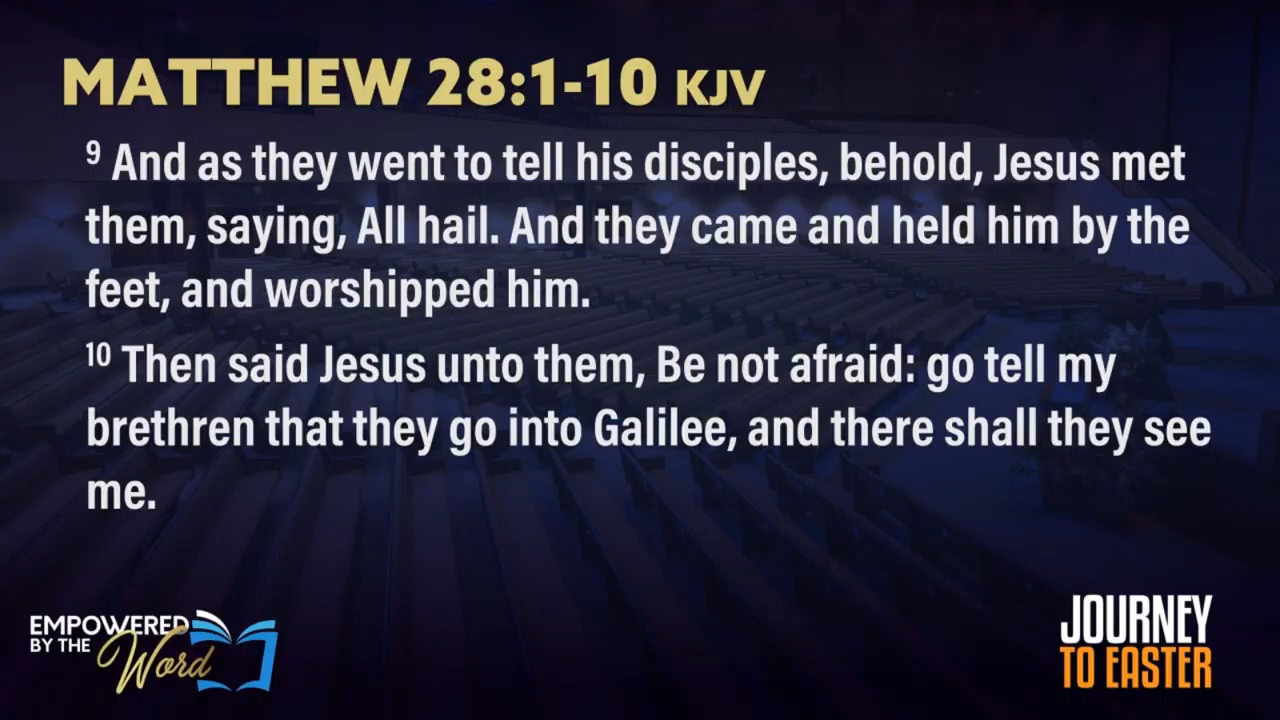 MATTHEW 28:1-10 KJV
9 And as they went to tell his disciples, behold, Jesus met
them, saying, All hail. And they came and held him by the
feet, and worshipped him.
10 Then said Jesus unto them, Be not afraid: go tell my
brethren that they go into Galilee, and there shall they see
me.
EMPOWERED
BY THE
Word
JOURNEY
TO EASTER